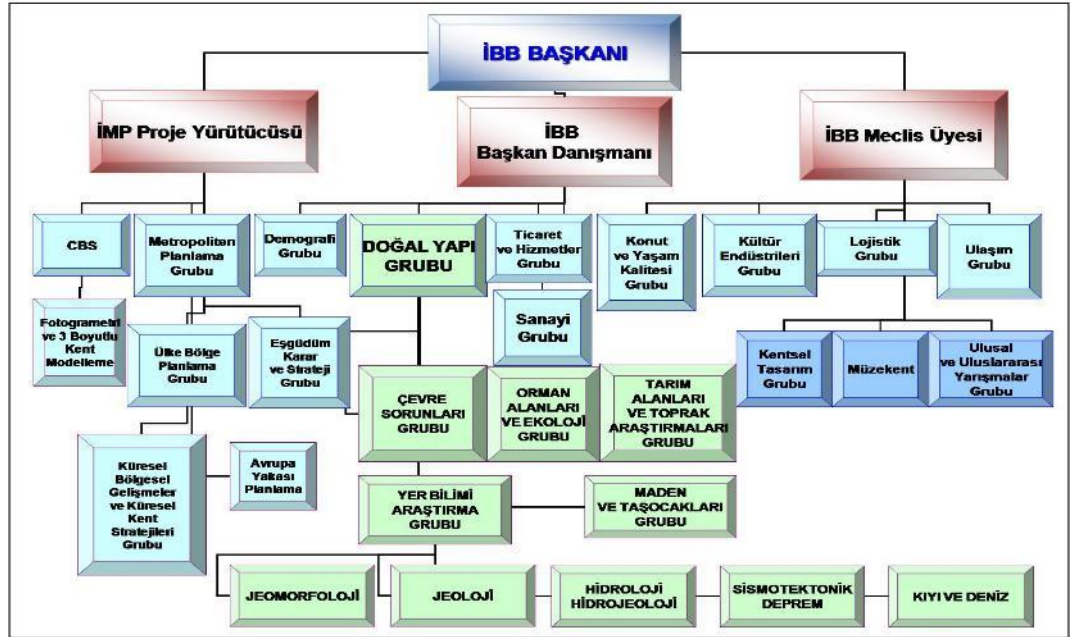 İBB BAŞKANI
İMP Proje Yürütücüsü
İBB
Başkan Danışmanı
İBB Meclis Üyesi
CBS
Metropoliten
Planlama
Grubu
Demografi
Grubu
DOĞAL YAPI
GRUBU
Ticaret
ve Hizmetler
Grubu
Konut
ve Yaşam
Kalitesi
Grubu
Kültür
Endüstrileri
Grubu
Lojistik
Grubu
Ulaşım
Grubu
Fotogrametri
ve 3 Boyutlu
Kent
Modelleme
Ülke Bölge
Planlama
Grubu
Eşgüdüm
Karar
ve Strateji
Grubu
Sanayi
Grubu
Kentsel
Tasarım
Grubu
Müzekent
Ulusal
ve Uluslararası
Yarışmalar
Grubu
ÇEVRE
SORUNLARI
GRUBU
ORMAN
ALANLARI
VE EKOLOJİ
GRUBU
TARIM
ALANLARI
VE TOPRAK
ARAŞTIRMALARI
GRUBU
Küresel
Bölgesel
Gelişmeler
ve Küresel
Kent
Stratejileri
Grubu
Avrupa
Yakası
Planlama
YER BİLİMİ
ARAŞTIRMA
GRUBU
MADEN
VE TAŞOCAKLARI
GRUBU
JEOMORFOLOJİ
JEOLOJİ
HİDROLOJİ
HİDROJEOLOJİ
SİSMOTEKTONİK
DEPREM
KIYI VE DENİZ